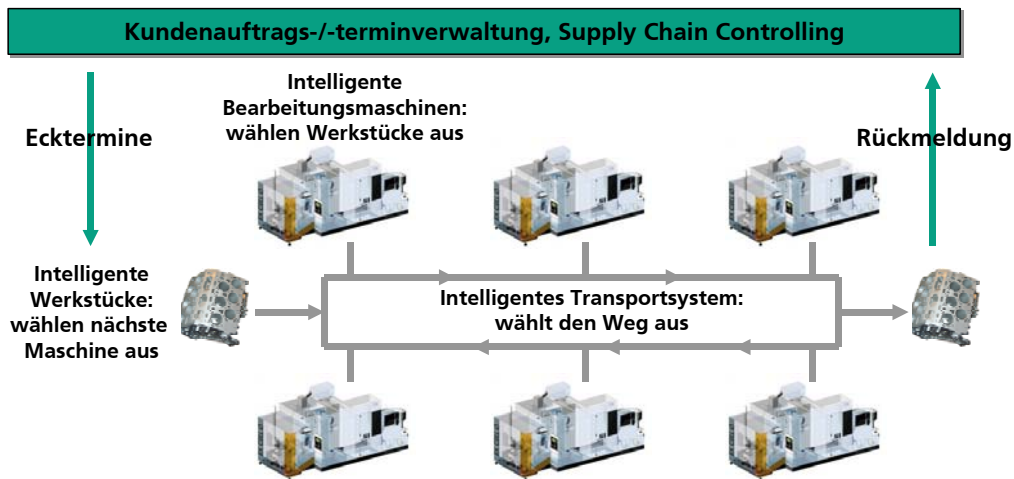 Kundenauftrags-/-terminverwaltung, Supply Chain Controlling
Intelligente
Bearbeitungsmaschinen:
wählen Werkstücke aus
Ecktermine
Rückmeldung
Intelligente
Werkstücke:
wählen nächste
Maschine aus
Intelligentes Transportsystem:
wählt den Weg aus